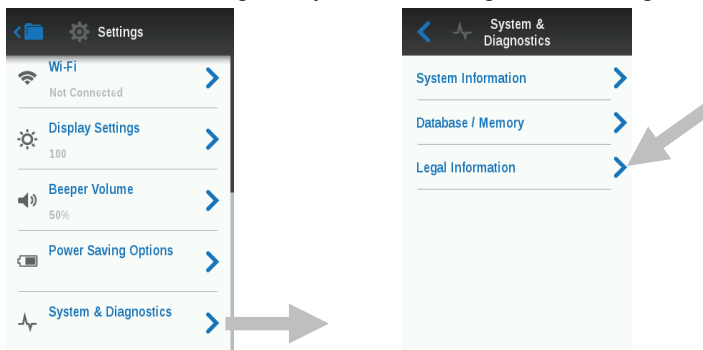 Settings
Wi-Fi
Not Connected
Display Settings
100
Beeper Volume
50%
Power Saving Options
System & Diagnostics
System &
Diagnostics
System Information
Database / Memory
Legal Information